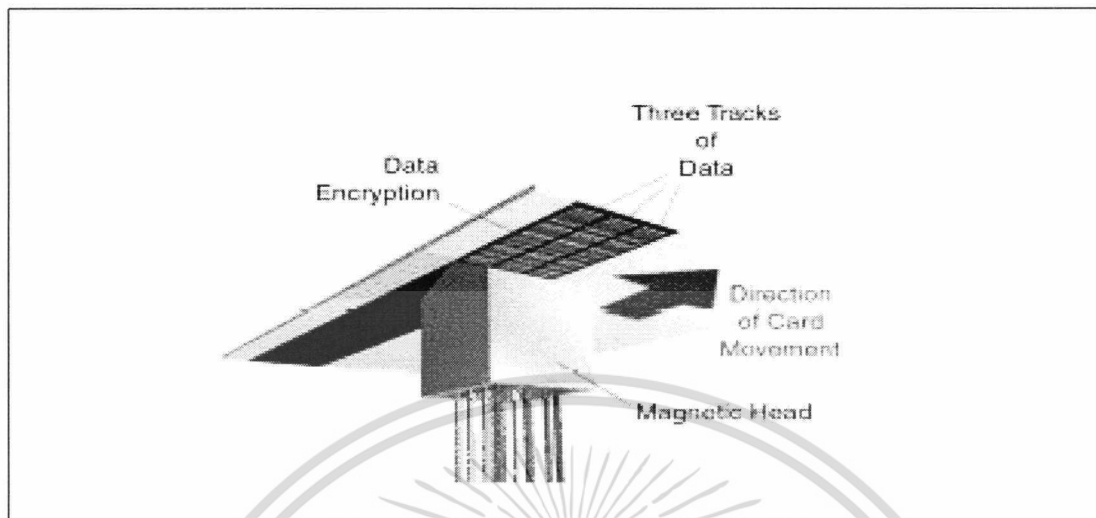 Three Tracks
of
Data
Data
Encryption
Direction
of Card
Movement
Magnetic Head